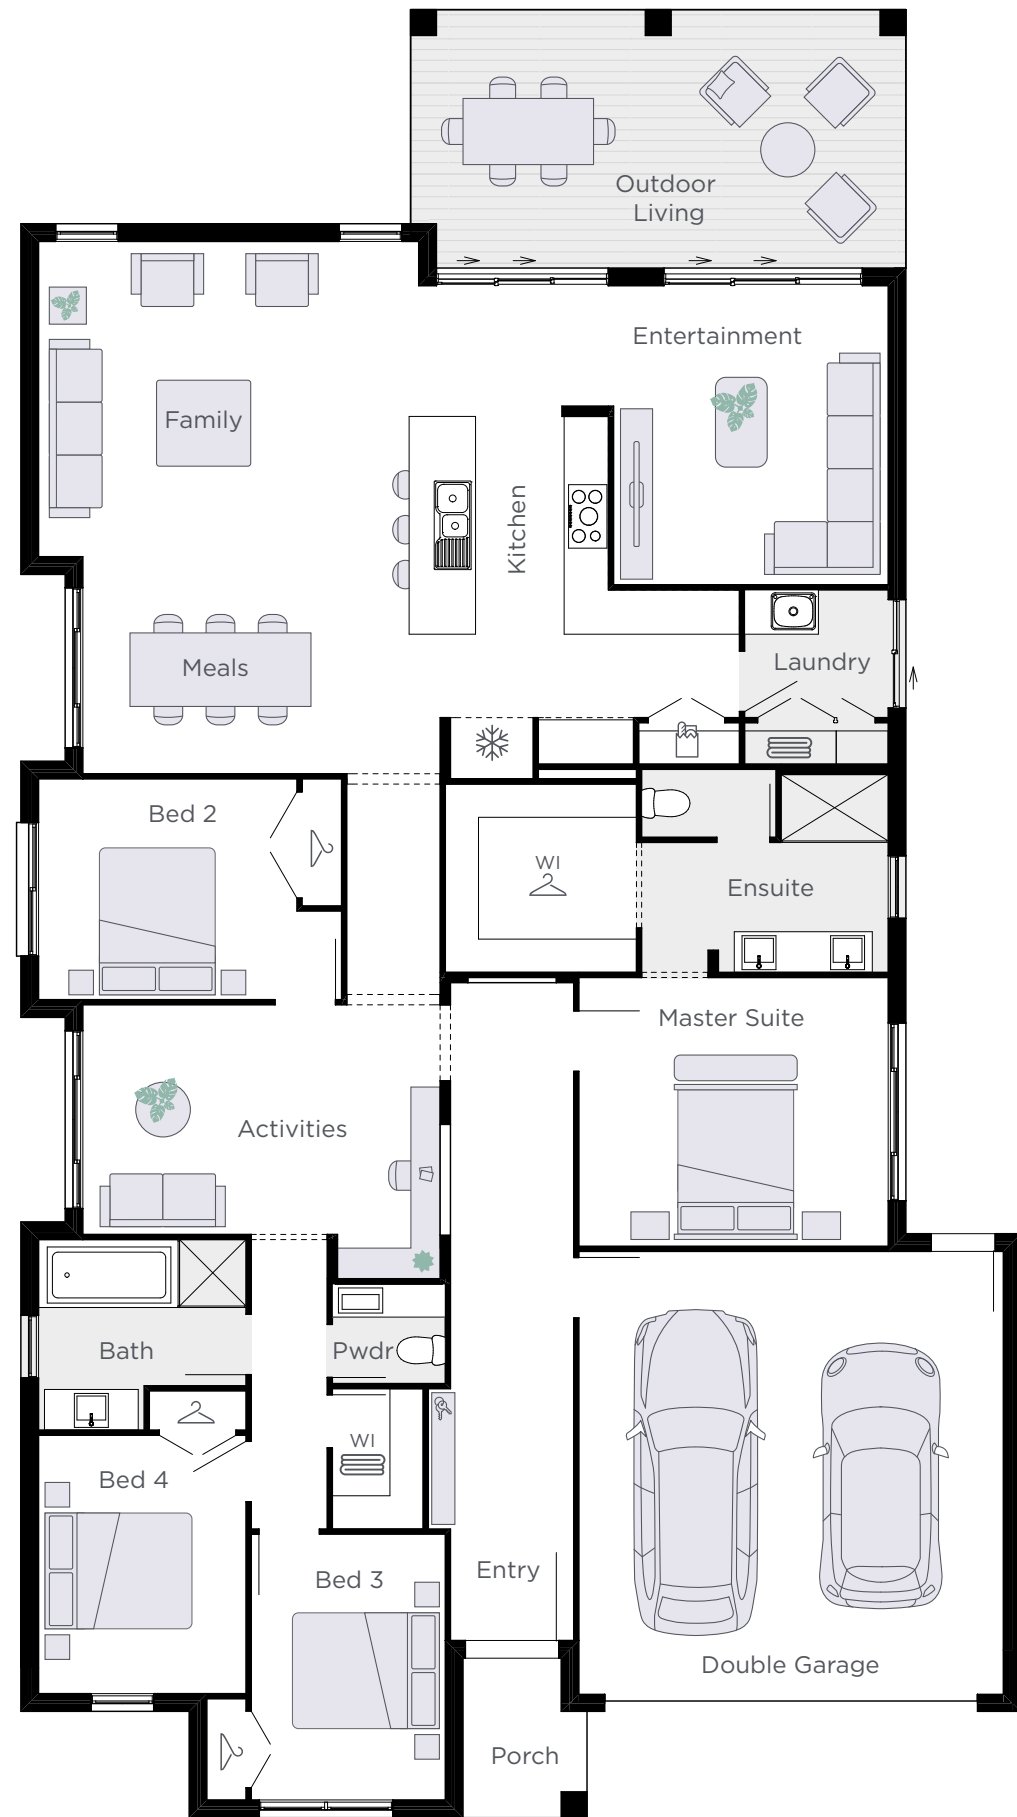 Outdoor
Living
Entertainment
Family
Kitchen
Meals
Laundry
Bed 2
WI
Ensuite
Master Suite
Activities
Bath
Pwdr
WI
Bed 4
Entry
Bed 3
Double Garage
Porch